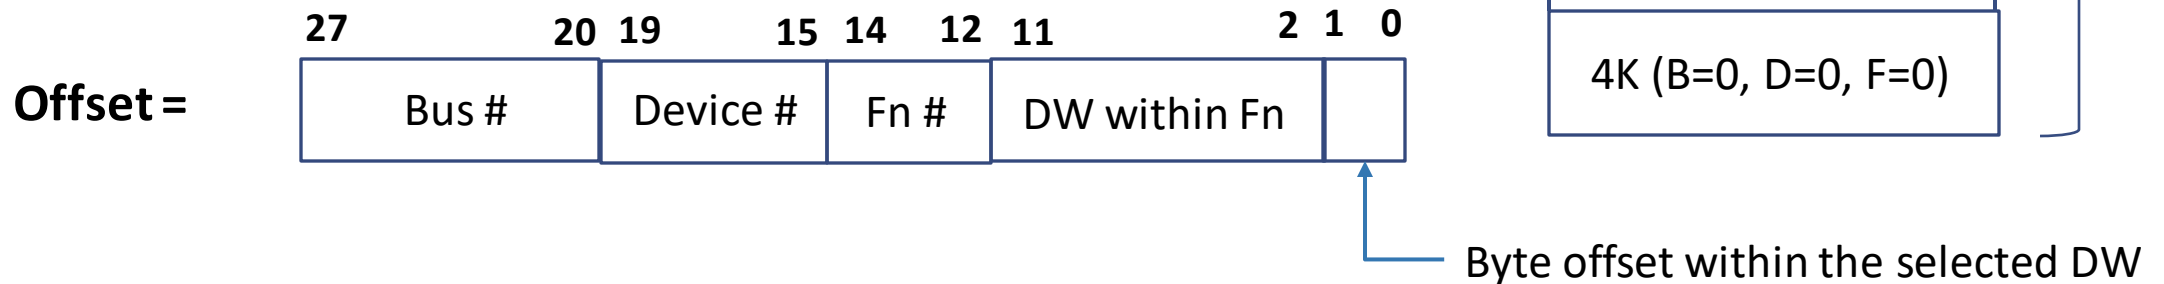 27 20 19 15 14 12 11 2 1 0
Offset = Bus # Device # Fn # DW within Fn
4K (B=0, D=0, F=0)
Byte offset within the selected DW